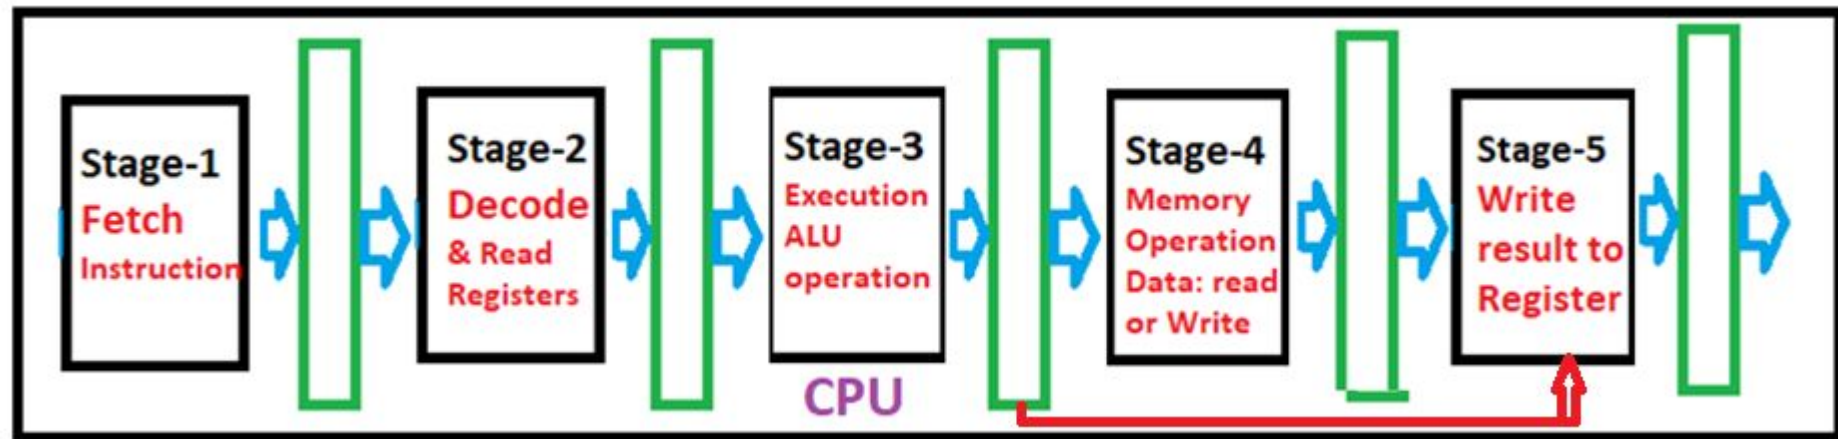 Stage-1
Fetch
Instruction
Stage-2
Decode
& Read
Registers
Stage-3
Execution
ALU
operation
Stage-4
Memory
Operation
Data: read
or Write
Stage-5
Write
result to
Register
CPU